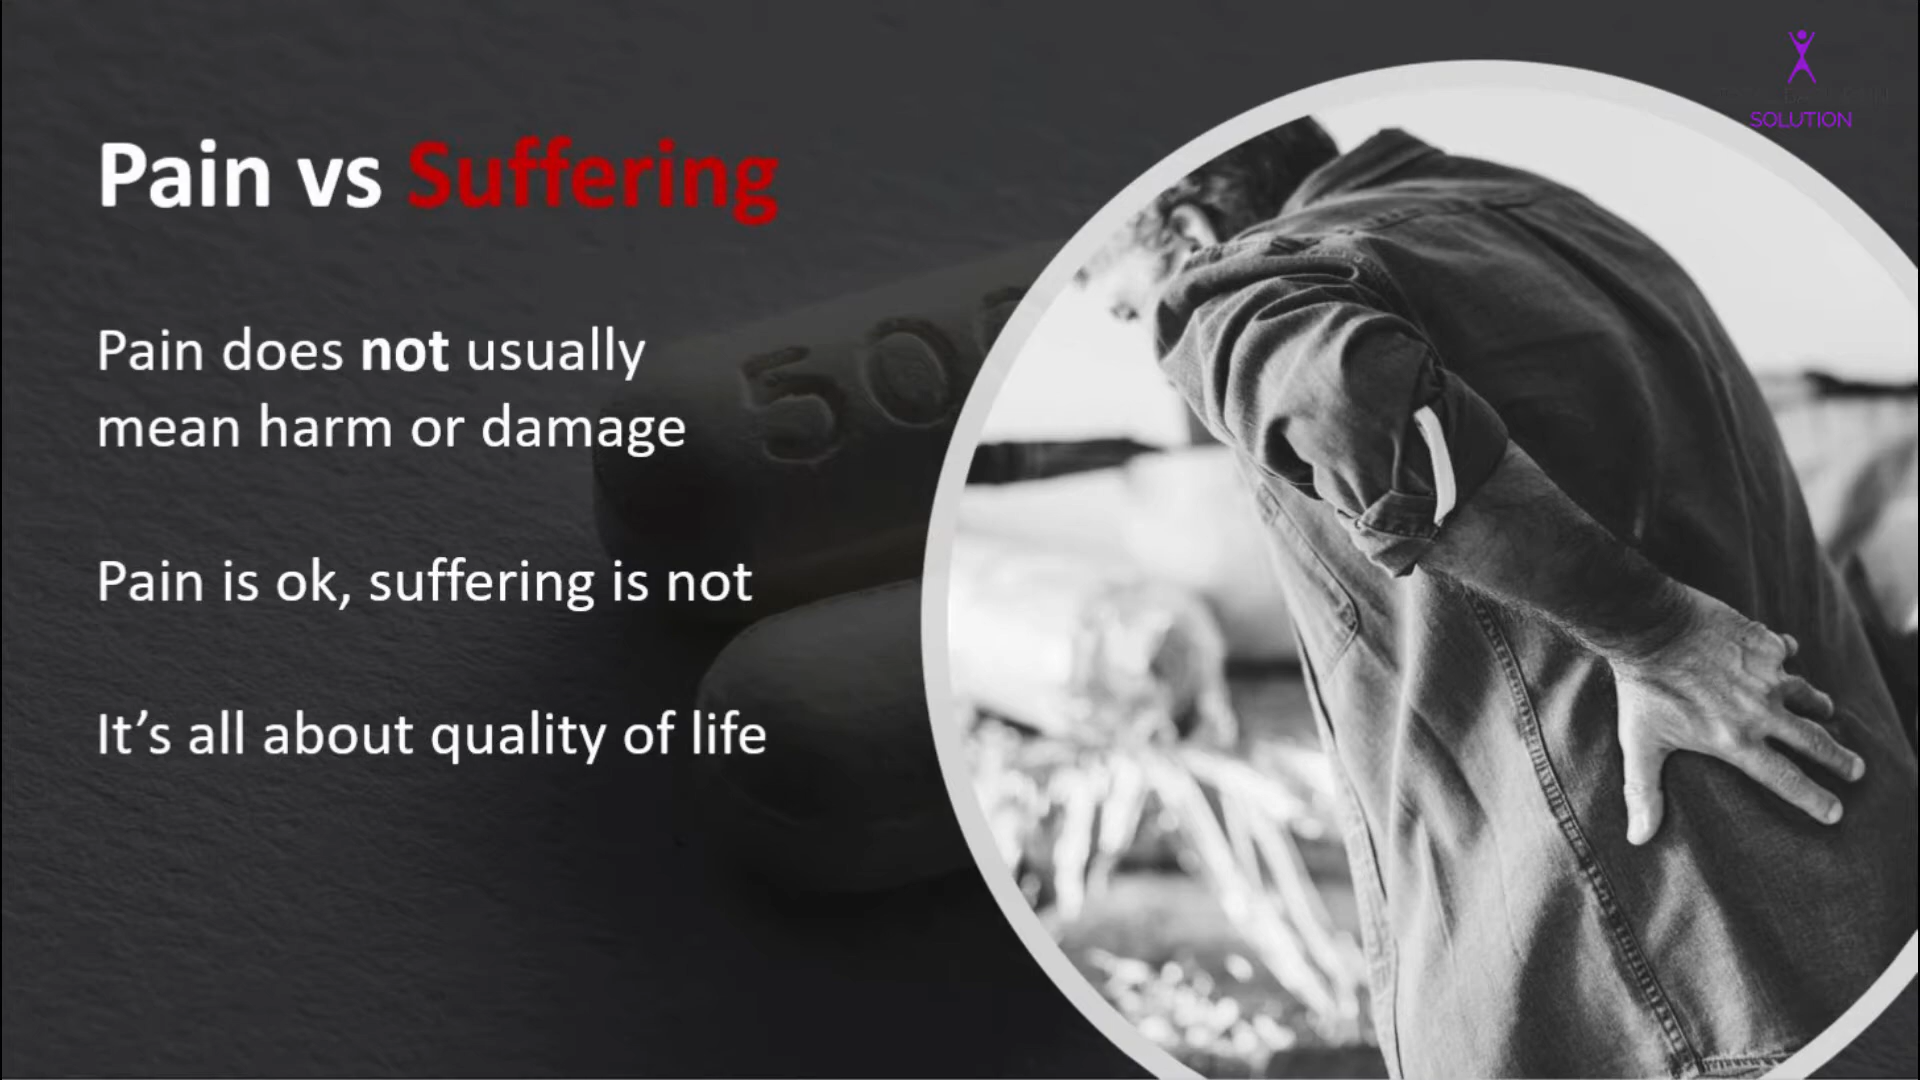 SOLUTION
Pain vs Suffering
Pain does not usually
mean harm or damage
Pain is ok, suffering is not
It’s all about quality of life
50